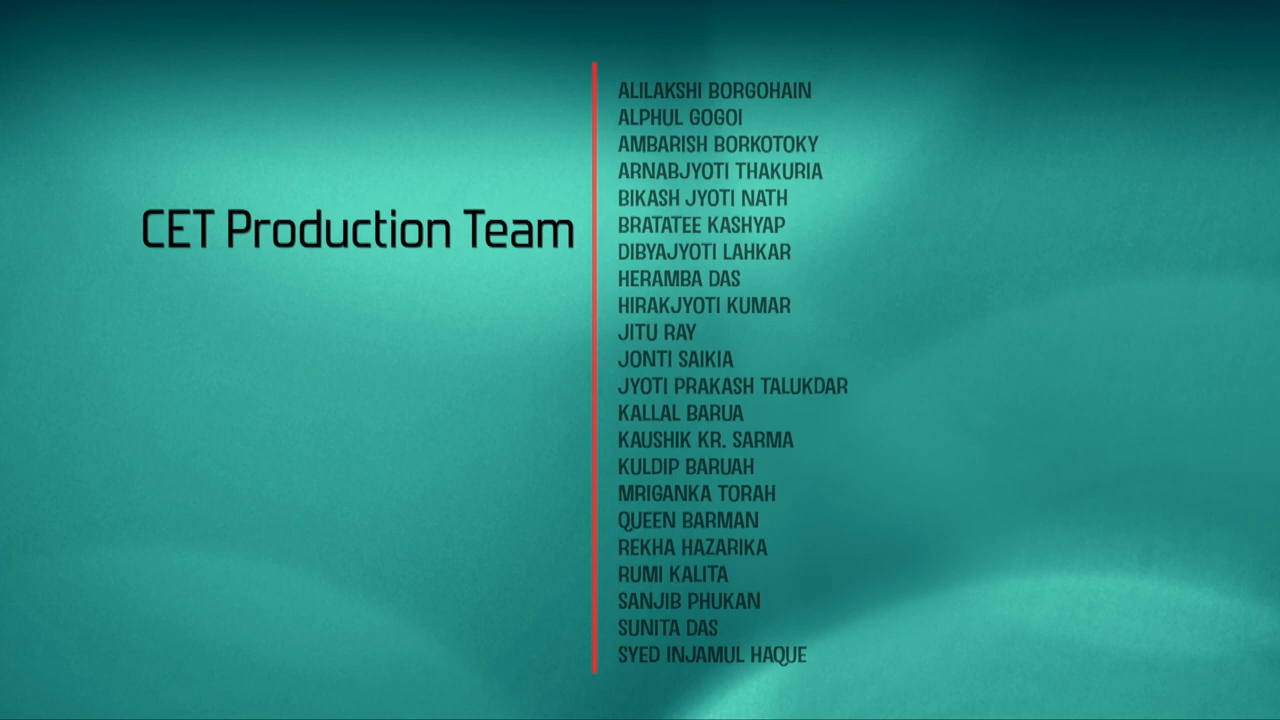 CET Production Team
ALILAKSHI BORGOHAIN
ALPHUL GOGOI
AMBARISH BORKOTOKY
ARNABJYOTI THAKURIA
BIKASH JYOTI NATH
BRATATEE KASHYAP
DIBYAJYOTI LAHKAR
HERAMBA DAS
HIRAKJYOTI KUMAR
JITU RAY
JONTI SAIKIA
JYOTI PRAKASH TALUKDAR
KALLAL BARUA
KAUSHIK KR. SARMA
KULDIP BARUAH
MRIGANKA TORAH
QUEEN BARMAN
REKHA HAZARIKA
RUMI KALITA
SANJIB PHUKAN
SUNITA DAS
SYED INJAMUL HAQUE